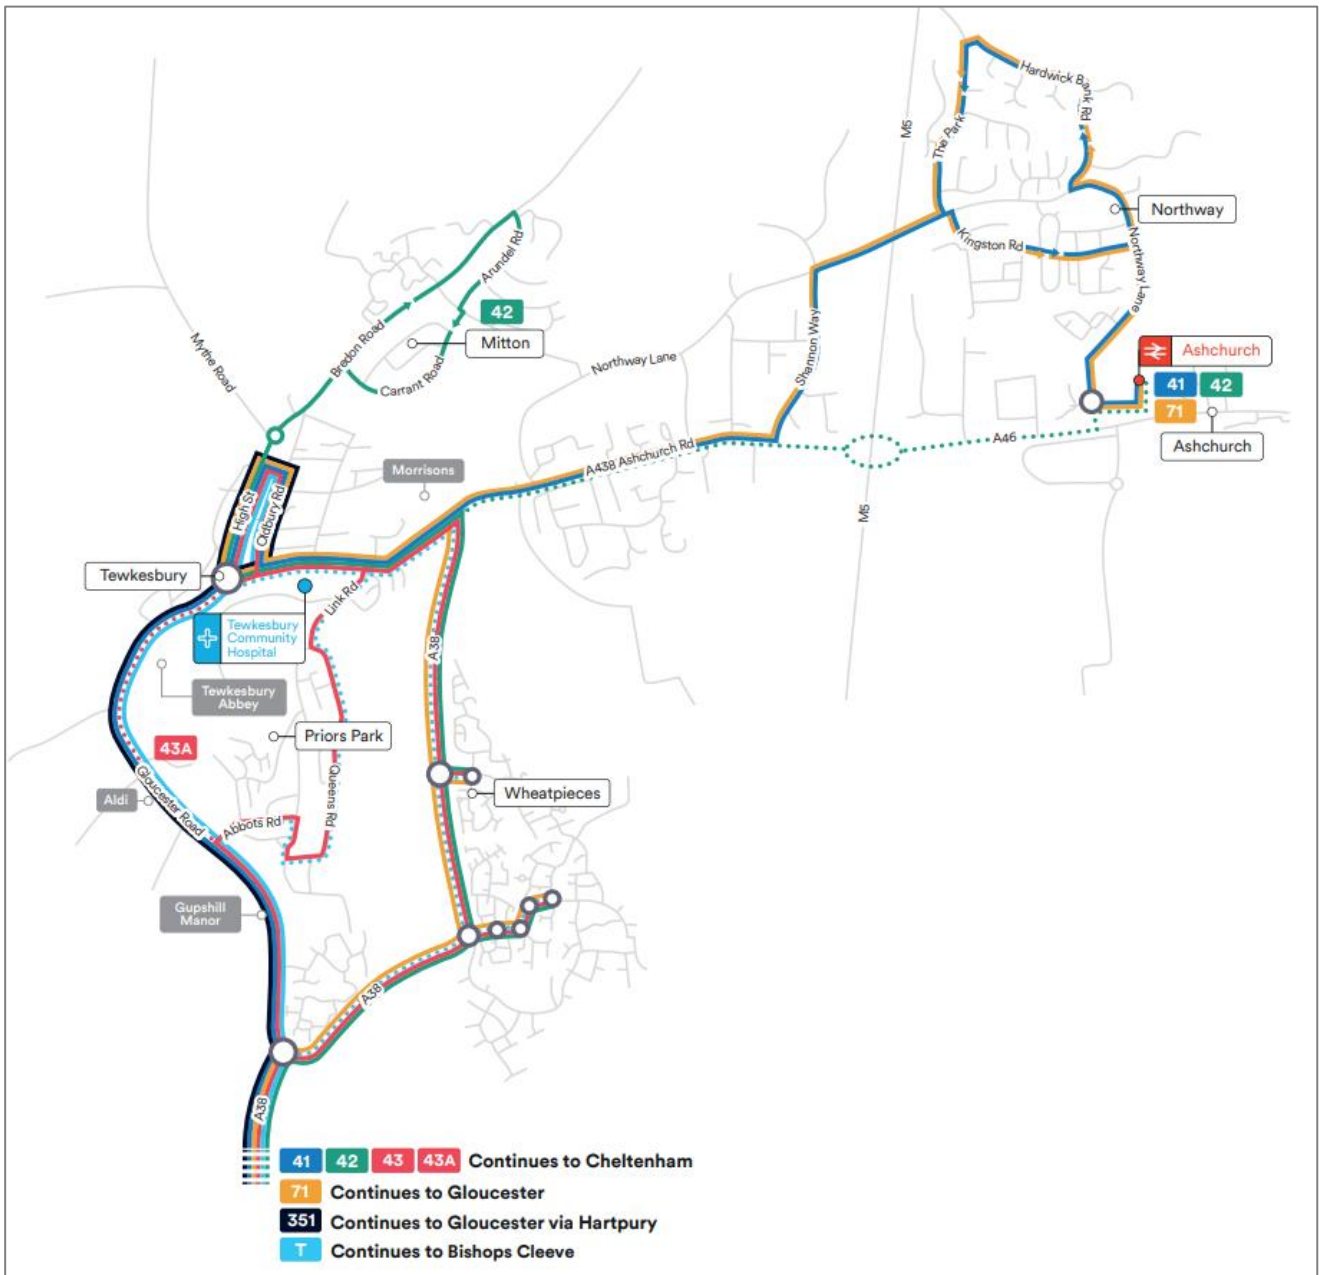 Hardwick Bank Rd
M5
The Park
Northway
Kingston Rd
Northway Lane
Arundel Rd
42
Mitton
Bredon Road
Mythe Road
Carrant Road
Northway Lane
Shannon Way
Ashchurch
41
42
71
Ashchurch
A46
A438 Ashchurch Rd
Morrisons
High St
Oldbury Rd
M5
Tewkesbury
Link Rd
Tewkesbury
Community
Hospital
A38
Tewkesbury
Abbey
43A
Priors Park
Queens Rd
Wheatpieces
Aldi
Gloucester Road
Abbots Rd
Gupshill
Manor
A38
A38
41 42 43 43A Continues to Cheltenham
71 Continues to Gloucester
351 Continues to Gloucester via Hartpury
T Continues to Bishops Cleeve